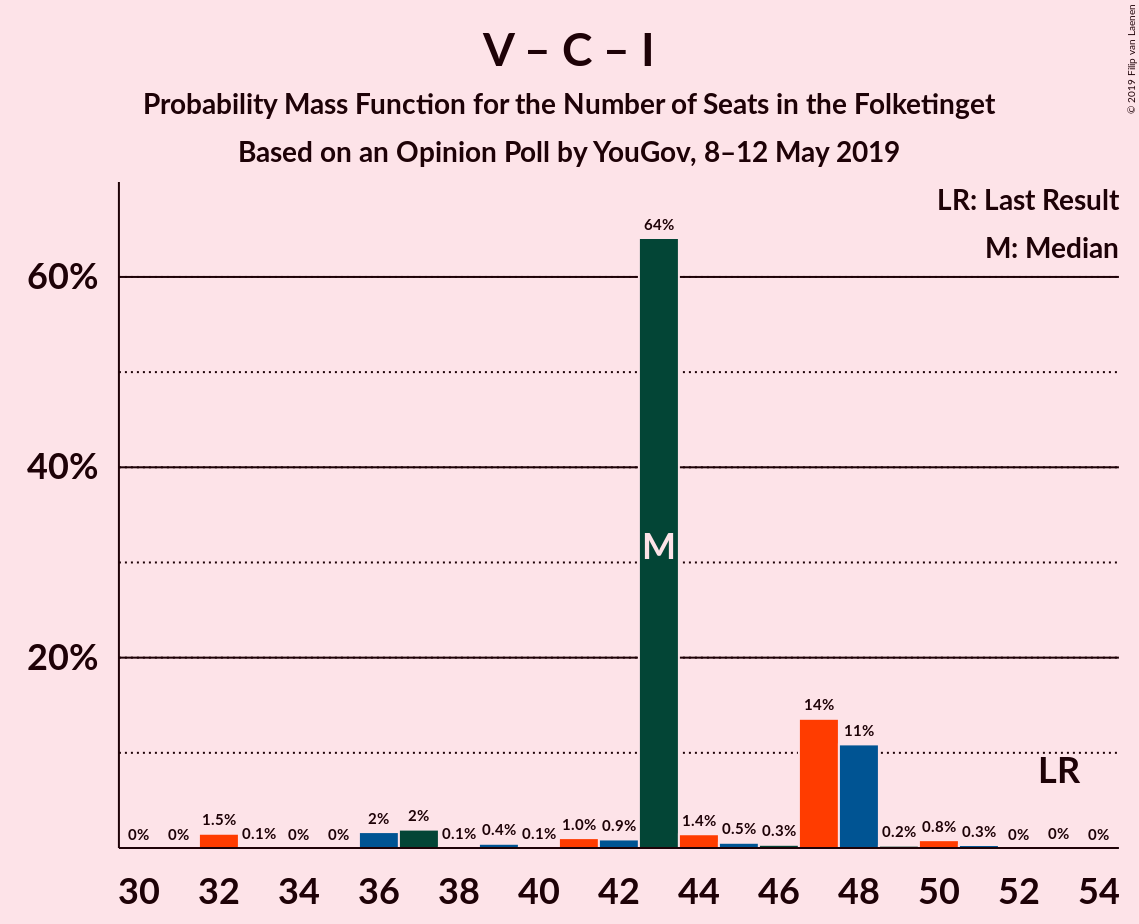 V – C – I
Probability Mass Function for the Number of Seats in the Folketinget
Based on an Opinion Poll by YouGov, 8–12 May 2019
© 2019 Filip van Laenen
LR: Last Result
M: Median
60%
40%
20%
0% 0% 1.5% 0.1% 0% 0% 2% 2% 0.1% 0.4% 0.1% 1.0% 0.9% 64% 1.4% 0.5% 0.3% 14% 11% 0.2% 0.8% 0.3% 0% 0% 0%
M
LR
30 32 34 36 38 40 42 44 46 48 50 52 54